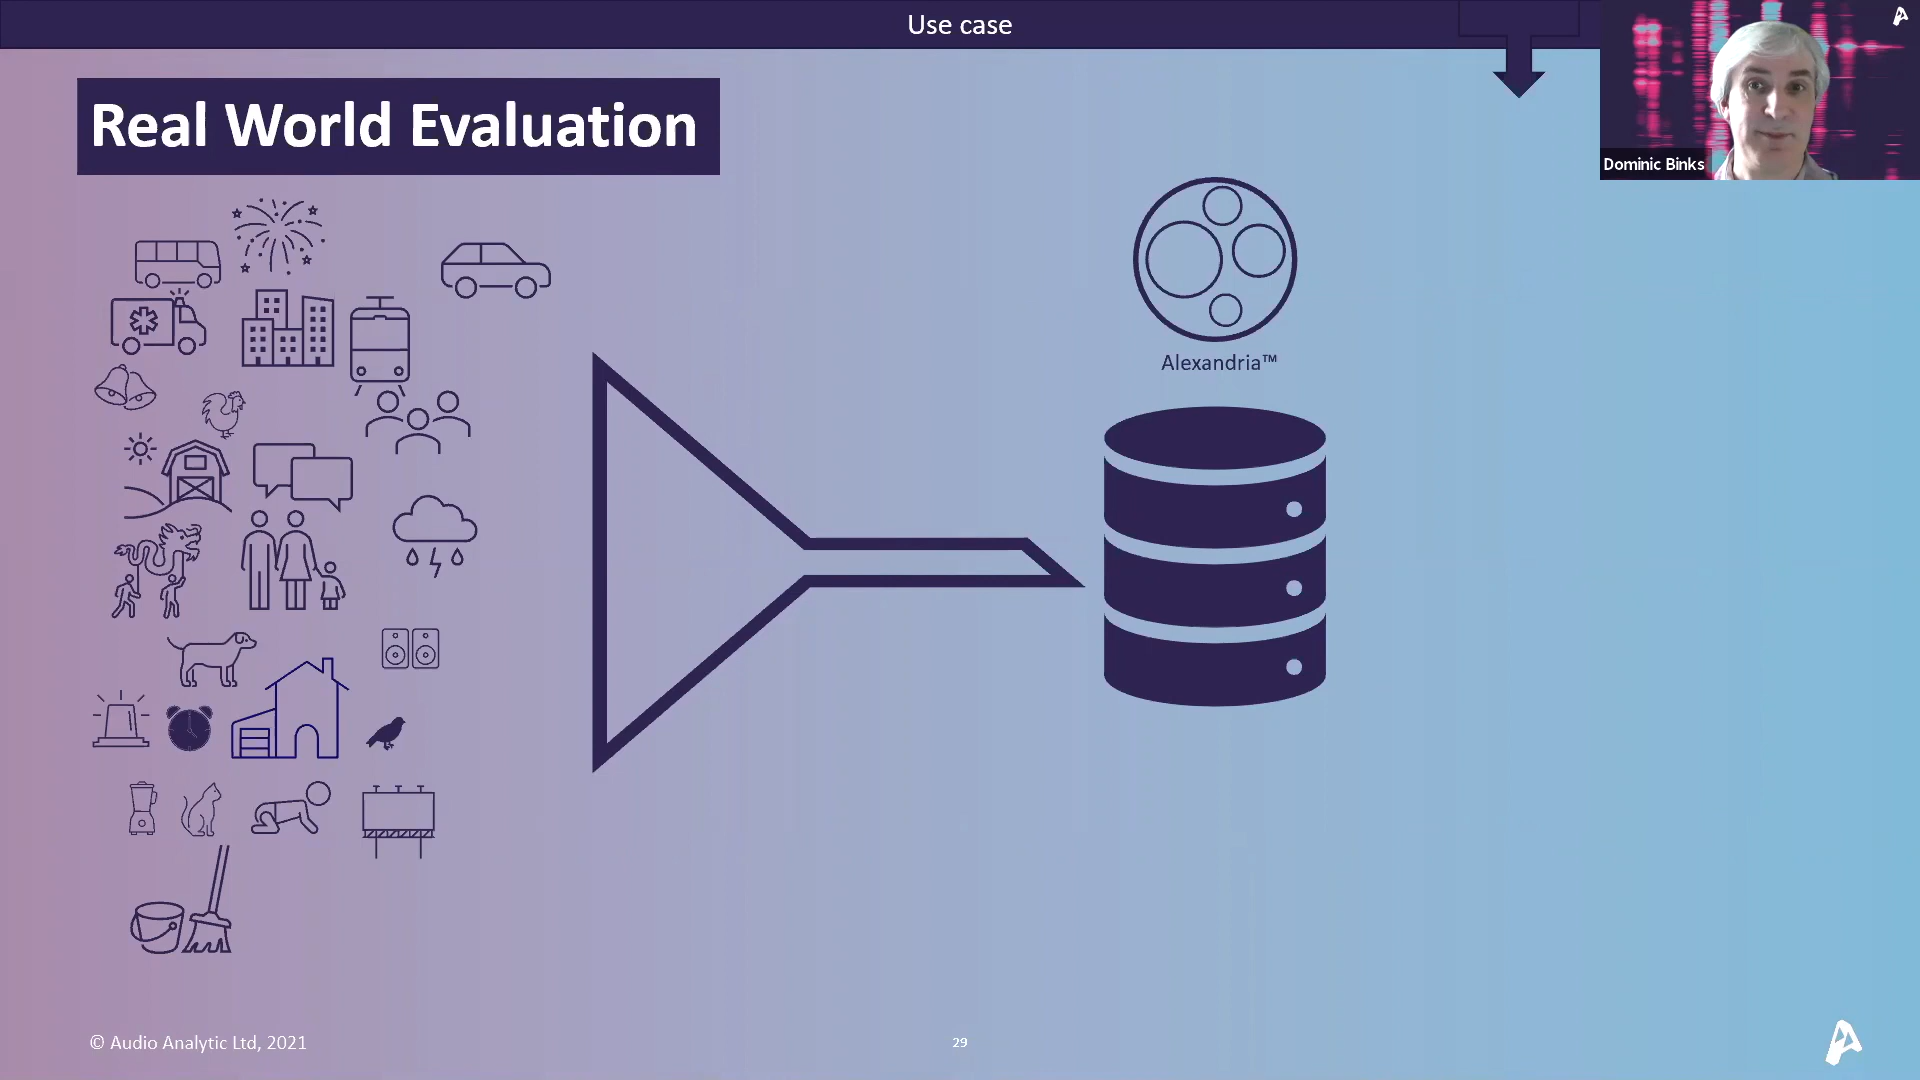 Use case
Real World Evaluation
Dominic Binks
Alexandria™
© Audio Analytic Ltd, 2021
29